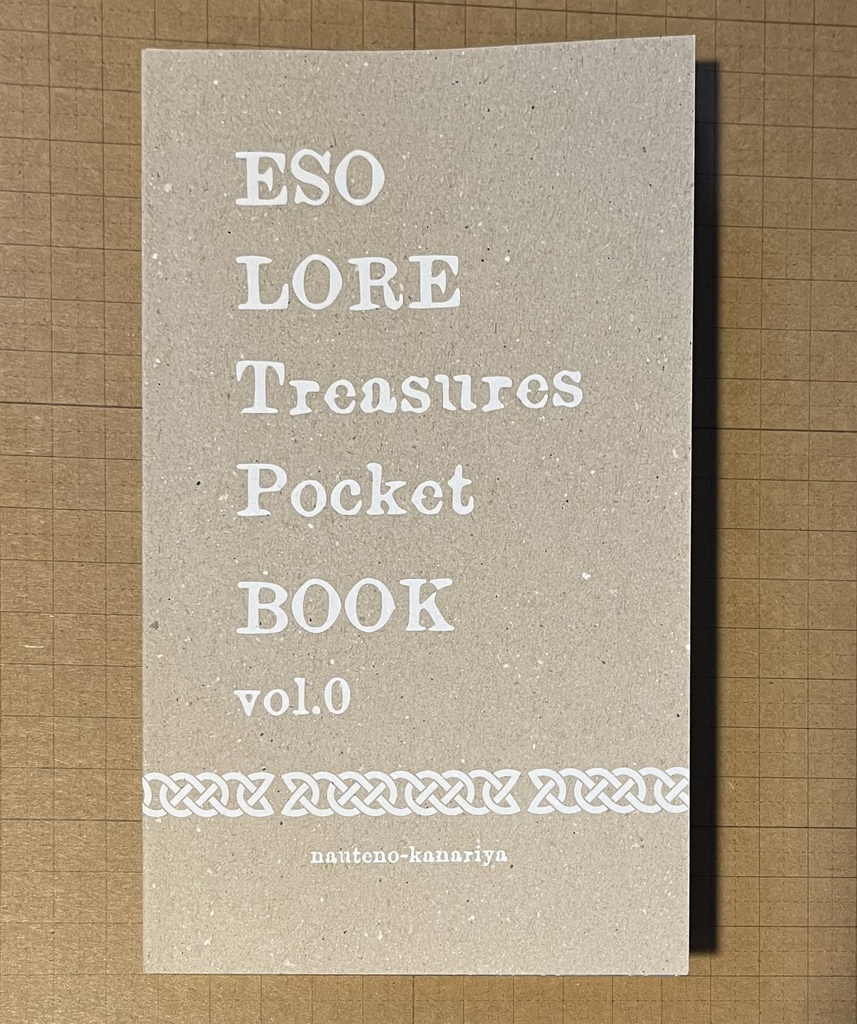 ESO
LORE
Treasures
Pocket
BOOK
vol.0
nauteno-kanariya